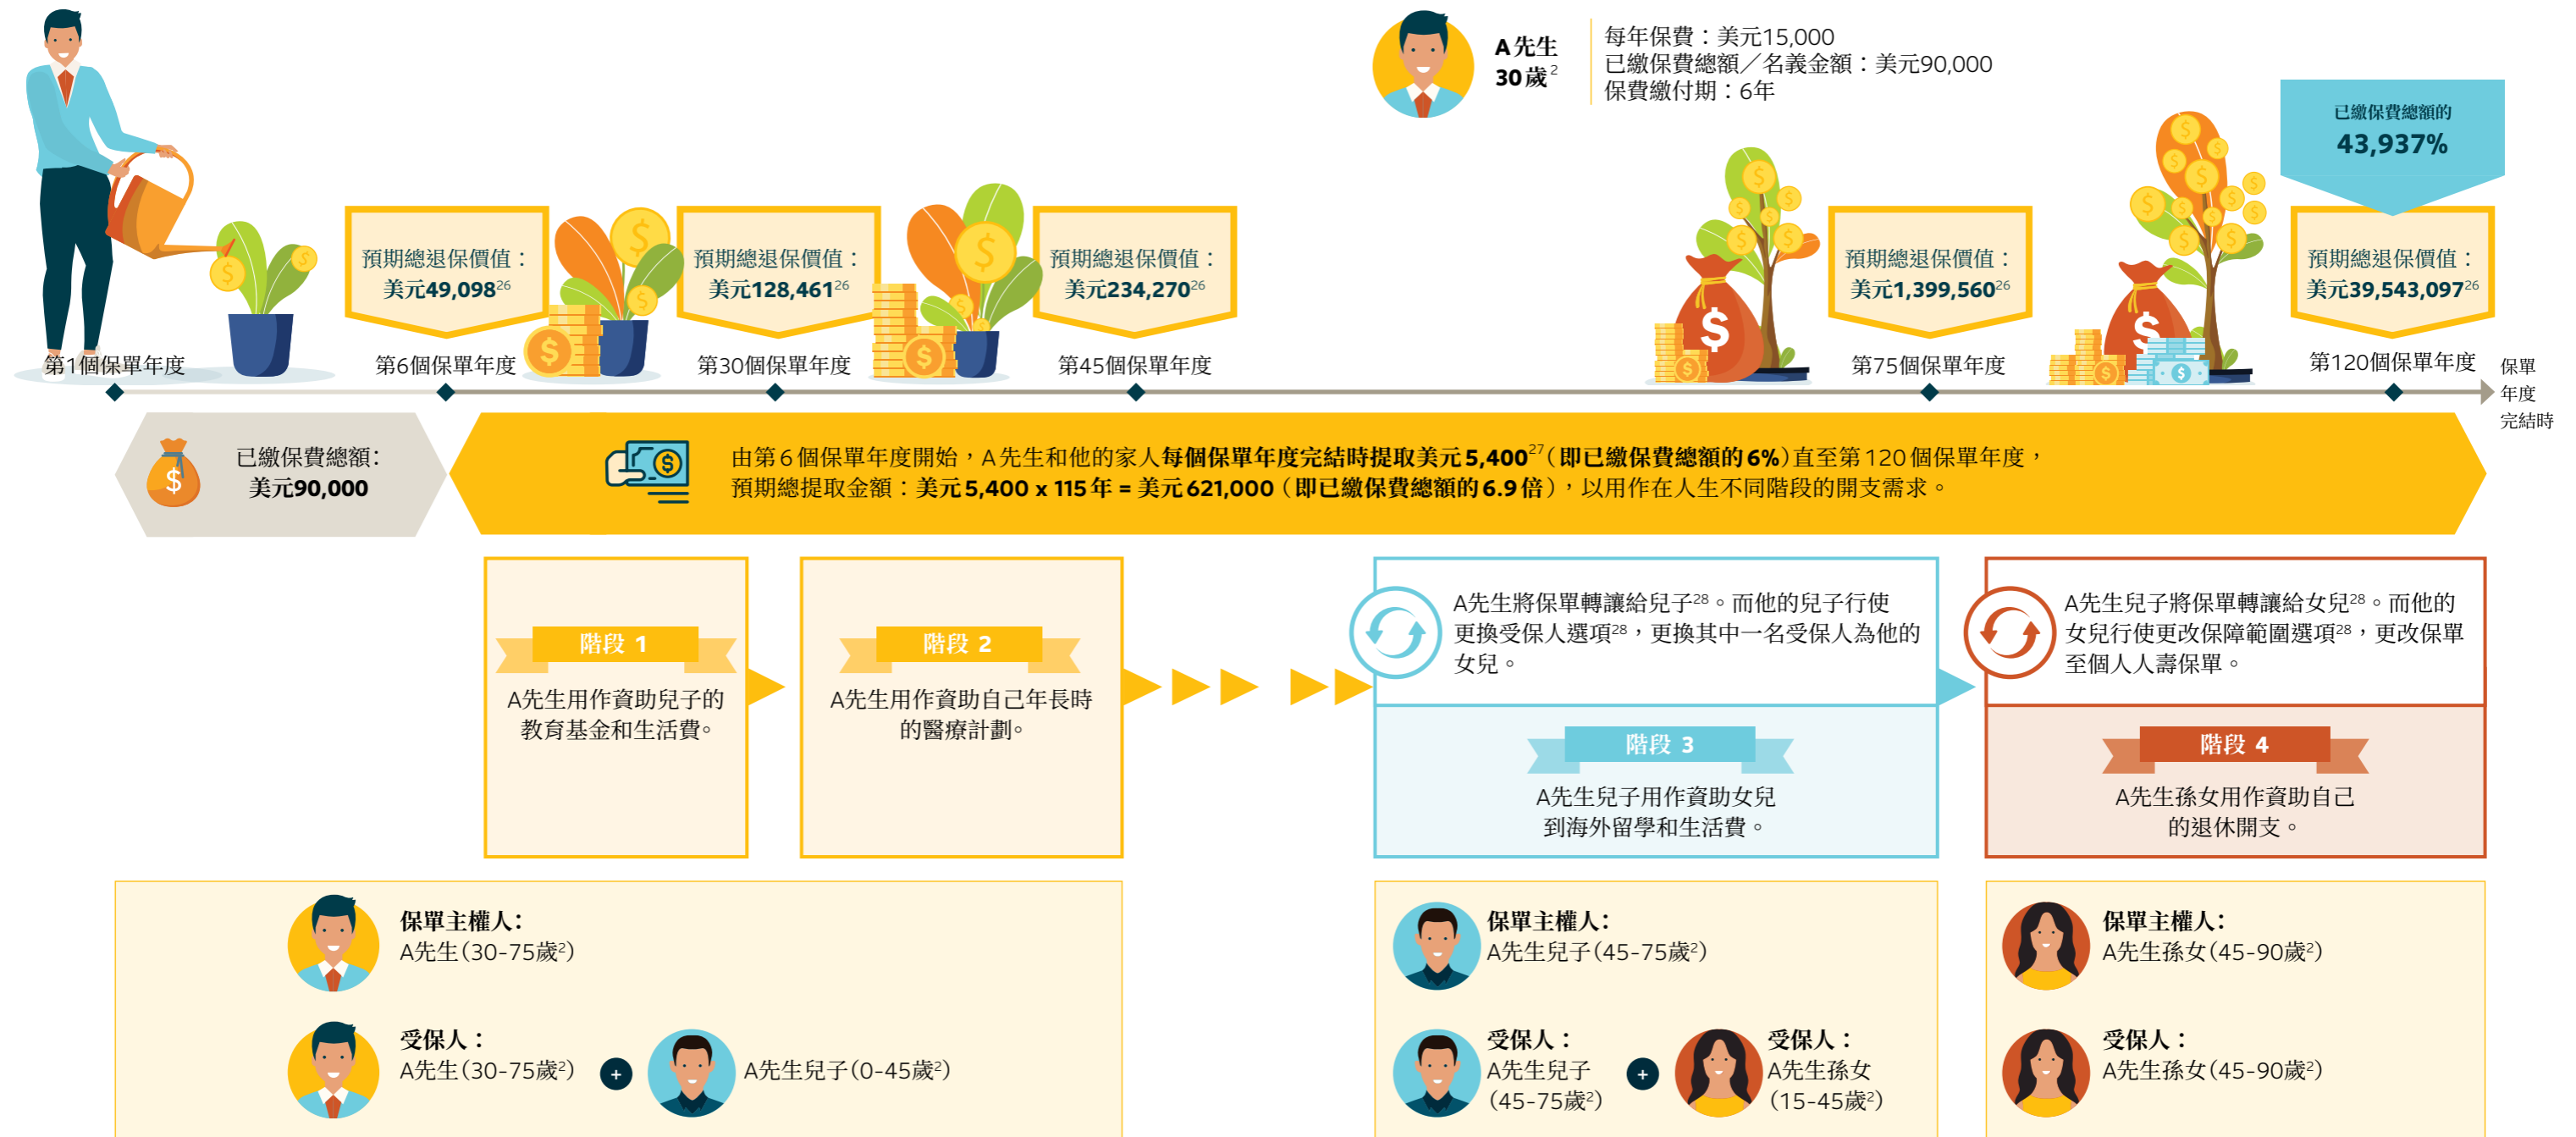 A先生
30歲2
每年保費：美元15,000
已繳保費總額／名義金額：美元90,000
保費繳付期：6年
已繳保費總額的
43,937%
預期總退保價值：
美元49,09826
預期總退保價值：
美元128,46126
預期總退保價值：
美元234,27026
預期總退保價值：
美元1,399,56026
預期總退保價值：
美元39,543,09726
第1個保單年度
第6個保單年度
第30個保單年度
第45個保單年度
第75個保單年度
第120個保單年度
保單
年度
完結時
已繳保費總額：
美元90,000
由第6個保單年度開始，A先生和他的家人每個保單年度完結時提取美元5,40027（即已繳保費總額的6%）直至第120個保單年度，
預期總提取金額：美元5,400 x 115年 = 美元621,000（即已繳保費總額的6.9倍），以用作在人生不同階段的開支需求。
階段 1
A先生用作資助兒子的
教育基金和生活費。
階段 2
A先生用作資助自己年長時
的醫療計劃。
A先生將保單轉讓給兒子28。而他的兒子行使
更換受保人選項28，更換其中一名受保人為他的
女兒。
階段 3
A先生兒子用作資助女兒
到海外留學和生活費。
A先生兒子將保單轉讓給女兒28。而他的
女兒行使更改保障範圍選項28，更改保單
至個人人壽保單。
階段 4
A先生孫女用作資助自己
的退休開支。
保單主權人：
A先生（30-75歲2）
受保人：
A先生（30-75歲2）
+
A先生兒子（0-45歲2）
保單主權人：
A先生兒子（45-75歲2）
受保人：
A先生兒子
（45-75歲2）
+
受保人：
A先生孫女
（15-45歲2）
保單主權人：
A先生孫女（45-90歲2）
受保人：
A先生孫女（45-90歲2）